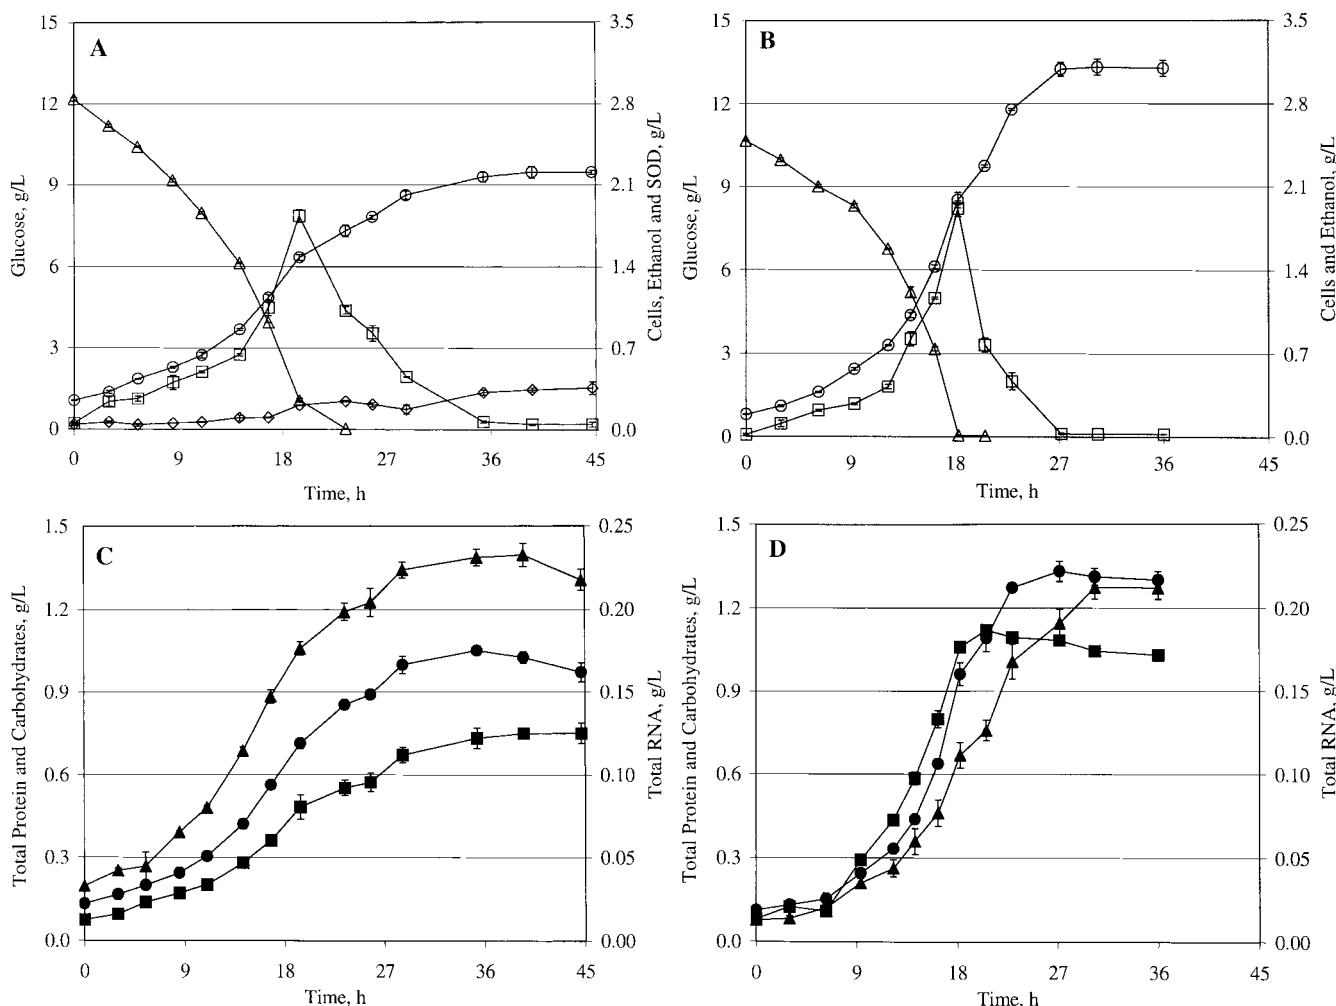 A
Glucose, g/L
15
12
9
6
3
0
3.5
2.8
2.1
1.4
0.7
0.0
Cells, Ethanol and SOD, g/L
0 9 18 27 36 45
Time, h
B
Glucose, g/L
15
12
9
6
3
0
3.5
2.8
2.1
1.4
0.7
0.0
Cells and Ethanol, g/L
0 9 18 27 36 45
Time, h
C
Total Protein and Carbohydrates, g/L
1.5
1.2
0.9
0.6
0.3
0.0
0.25
0.20
0.15
0.10
0.05
0.00
Total RNA, g/L
0 9 18 27 36 45
Time, h
D
Total Protein and Carbohydrates, g/L
1.5
1.2
0.9
0.6
0.3
0.0
0.25
0.20
0.15
0.10
0.05
0.00
Total RNA, g/L
0 9 18 27 36 45
Time, h